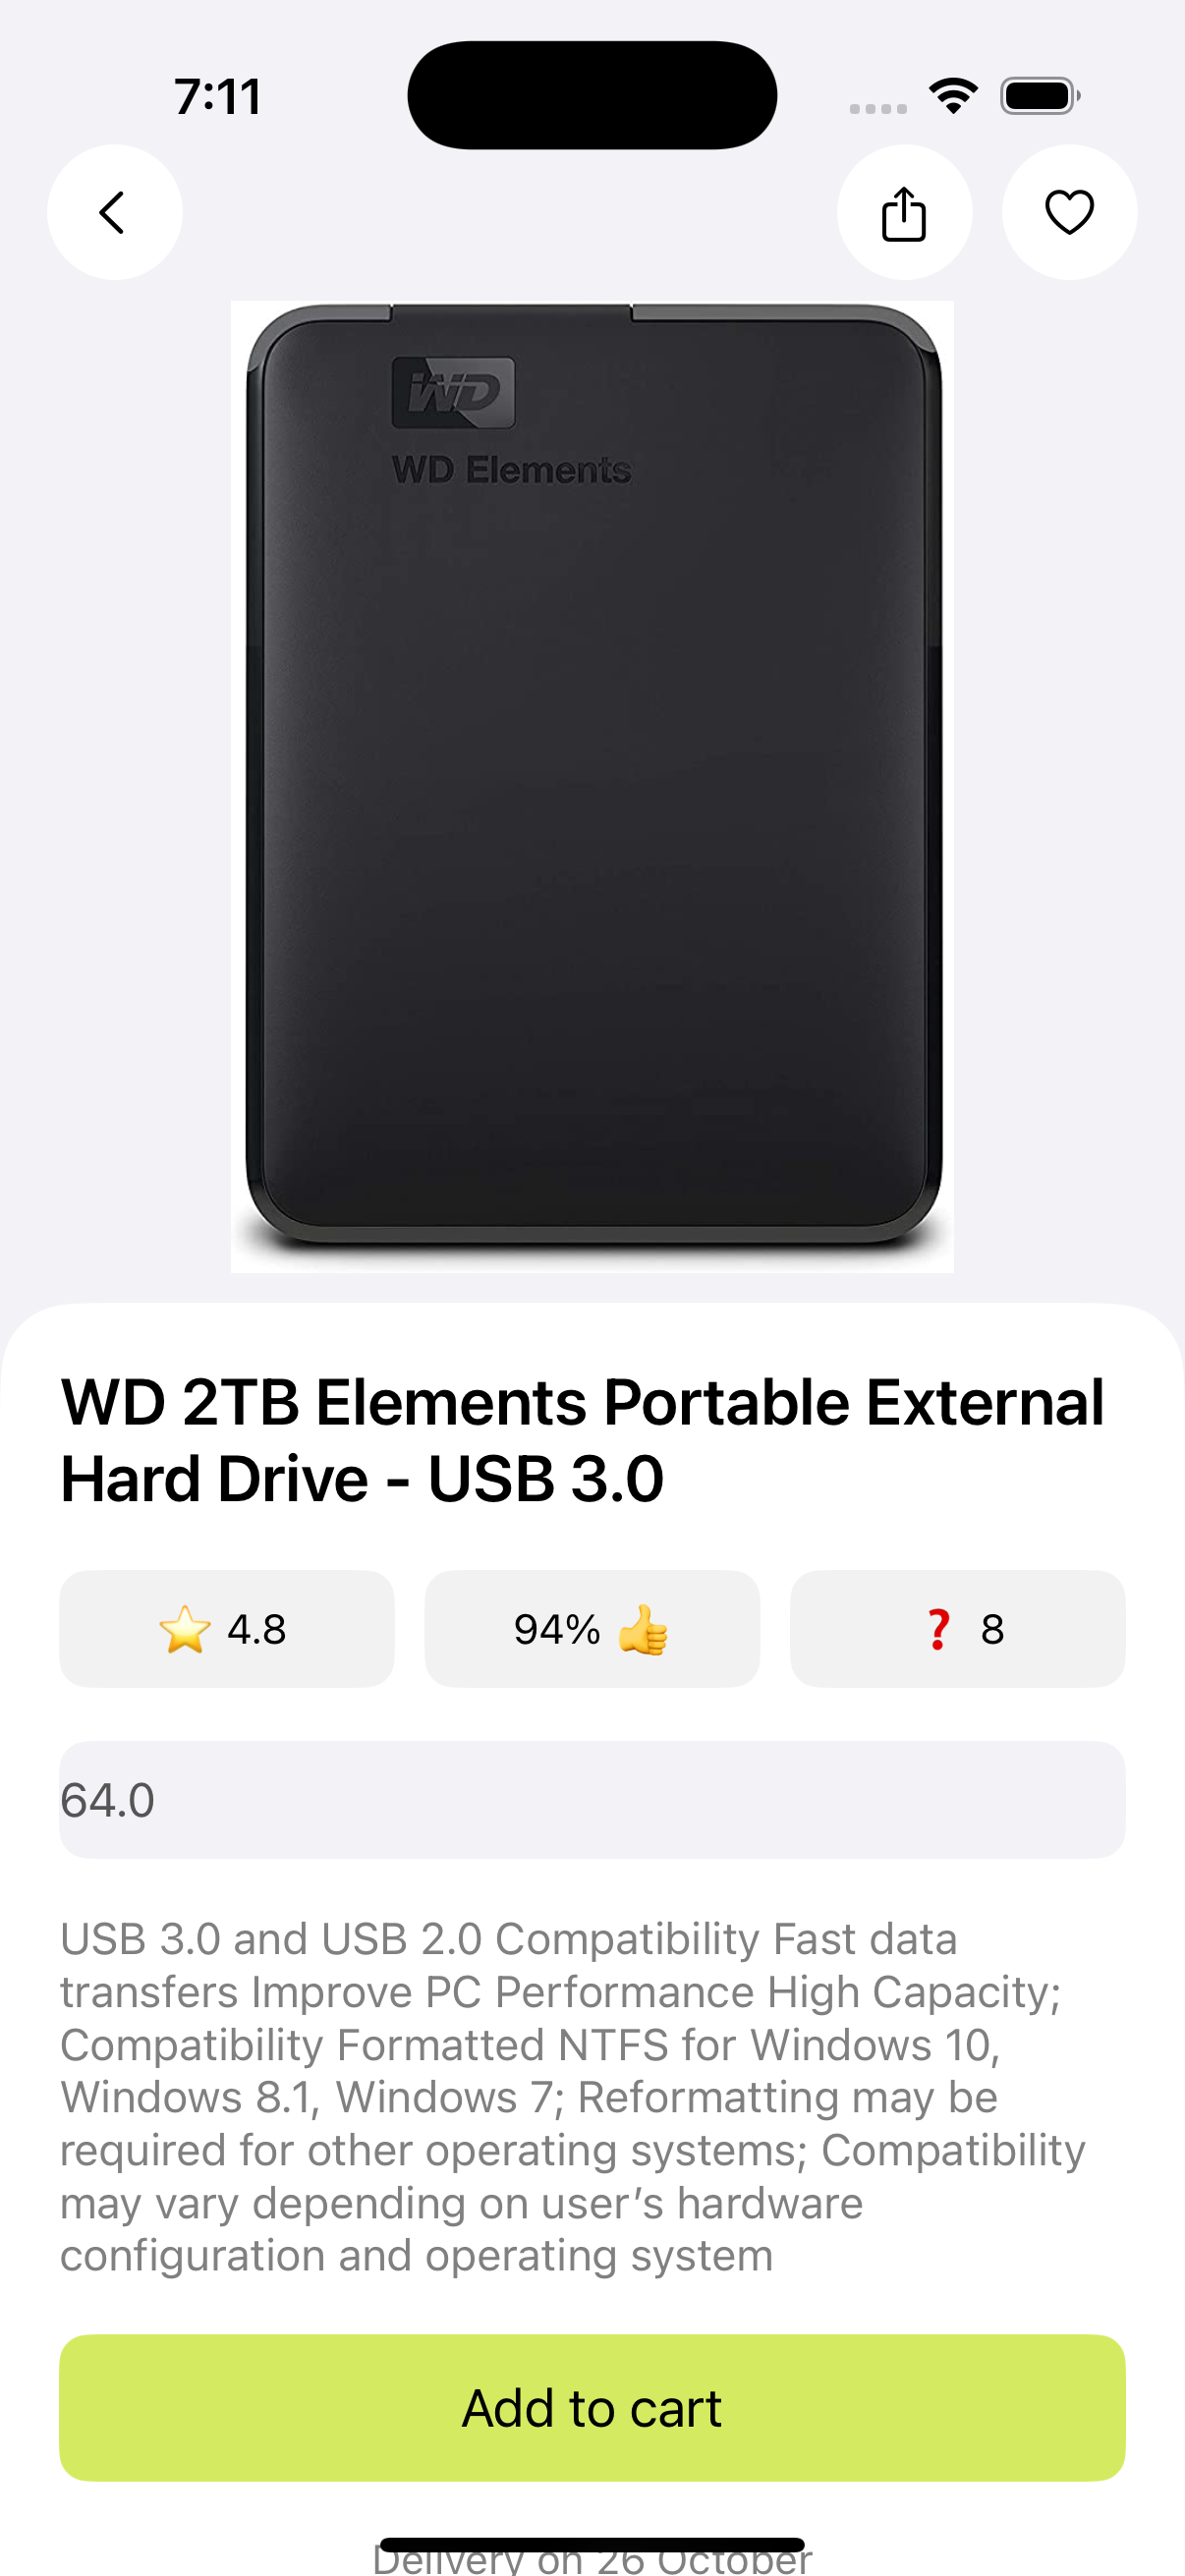 7:11
WD
WD Elements
WD 2TB Elements Portable External
Hard Drive - USB 3.0
⭐ 4.8
94% 👍
❓ 8
64.0
USB 3.0 and USB 2.0 Compatibility Fast data
transfers Improve PC Performance High Capacity;
Compatibility Formatted NTFS for Windows 10,
Windows 8.1, Windows 7; Reformatting may be
required for other operating systems; Compatibility
may vary depending on user’s hardware
configuration and operating system
Add to cart
Delivery on 26 October